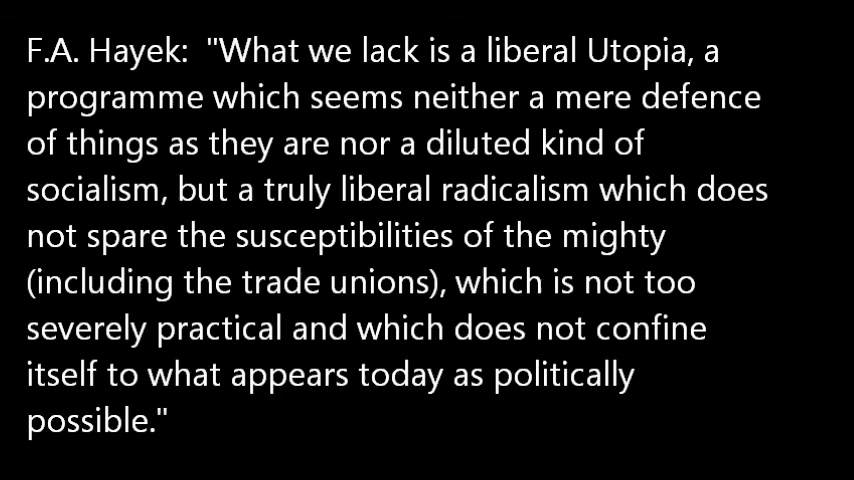 F.A. Hayek:  "What we lack is a liberal Utopia, a
programme which seems neither a mere defence
of things as they are nor a diluted kind of
socialism, but a truly liberal radicalism which does
not spare the susceptibilities of the mighty
(including the trade unions), which is not too
severely practical and which does not confine
itself to what appears today as politically
possible."